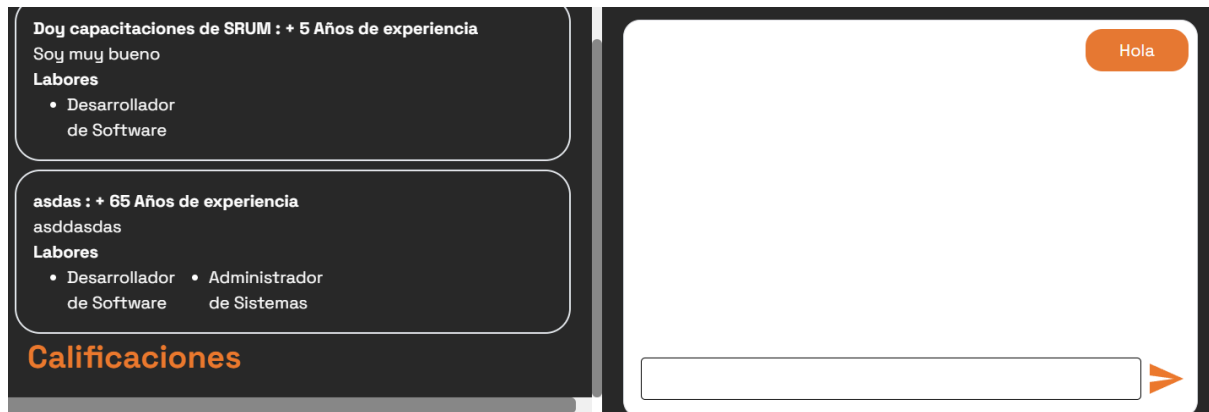 Doy capacitaciones de SRUM : + 5 Años de experiencia
Soy muy bueno
Labores
• Desarrollador
de Software
asdas : + 65 Años de experiencia
asddasdas
Labores
• Desarrollador • Administrador
de Software de Sistemas
Calificaciones
Hola